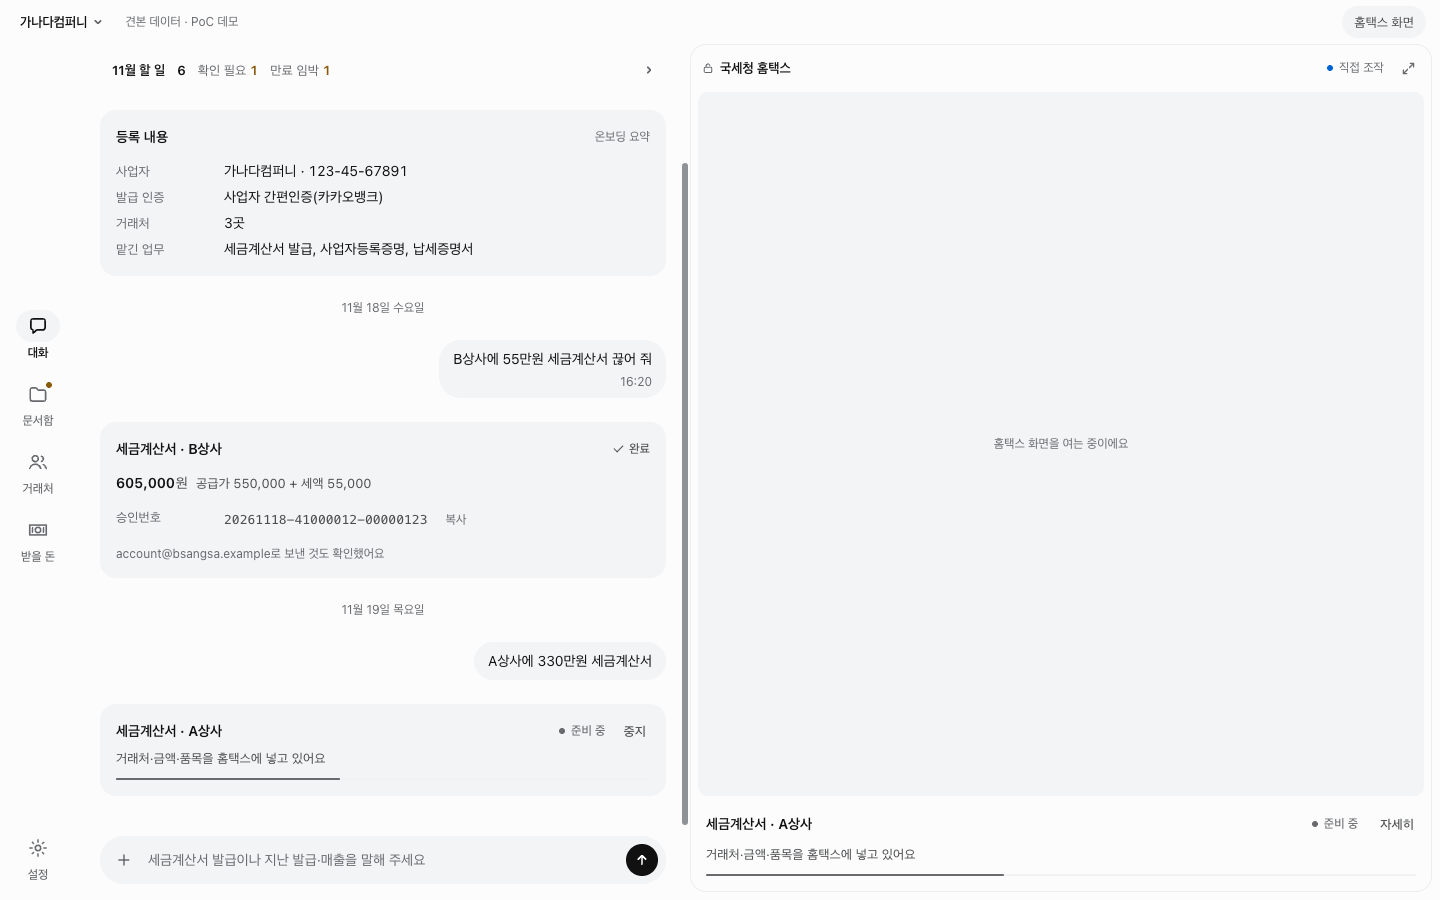 가나다컴퍼니
견본 데이터 · PoC 데모
홈택스 화면
11월 할 일 6 확인 필요 1 만료 임박 1
등록 내용 온보딩 요약
사업자 가나다컴퍼니 · 123-45-67891
발급 인증 사업자 간편인증(카카오뱅크)
거래처 3곳
맡긴 업무 세금계산서 발급, 사업자등록증명, 납세증명서
11월 18일 수요일
B상사에 55만원 세금계산서 끊어 줘
16:20
세금계산서 · B상사 완료
605,000원 공급가 550,000 + 세액 55,000
승인번호 20261118-41000012-00000123 복사
account@bsangsa.example로 보낸 것도 확인했어요
11월 19일 목요일
A상사에 330만원 세금계산서
세금계산서 · A상사 준비 중 중지
거래처·금액·품목을 홈택스에 넣고 있어요
세금계산서 발급이나 지난 발급·매출을 말해 주세요
대화
문서함
거래처
받을 돈
설정
국세청 홈택스 직접 조작
홈택스 화면을 여는 중이에요
세금계산서 · A상사 준비 중 자세히
거래처·금액·품목을 홈택스에 넣고 있어요